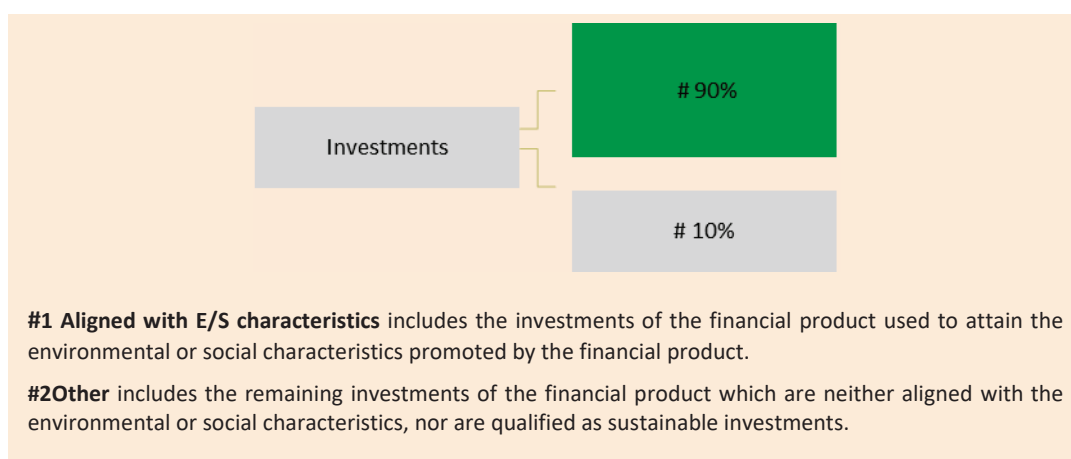 # 90%
Investments
# 10%
#1 Aligned with E/S characteristics includes the investments of the financial product used to attain the
environmental or social characteristics promoted by the financial product.
#2Other includes the remaining investments of the financial product which are neither aligned with the
environmental or social characteristics, nor are qualified as sustainable investments.